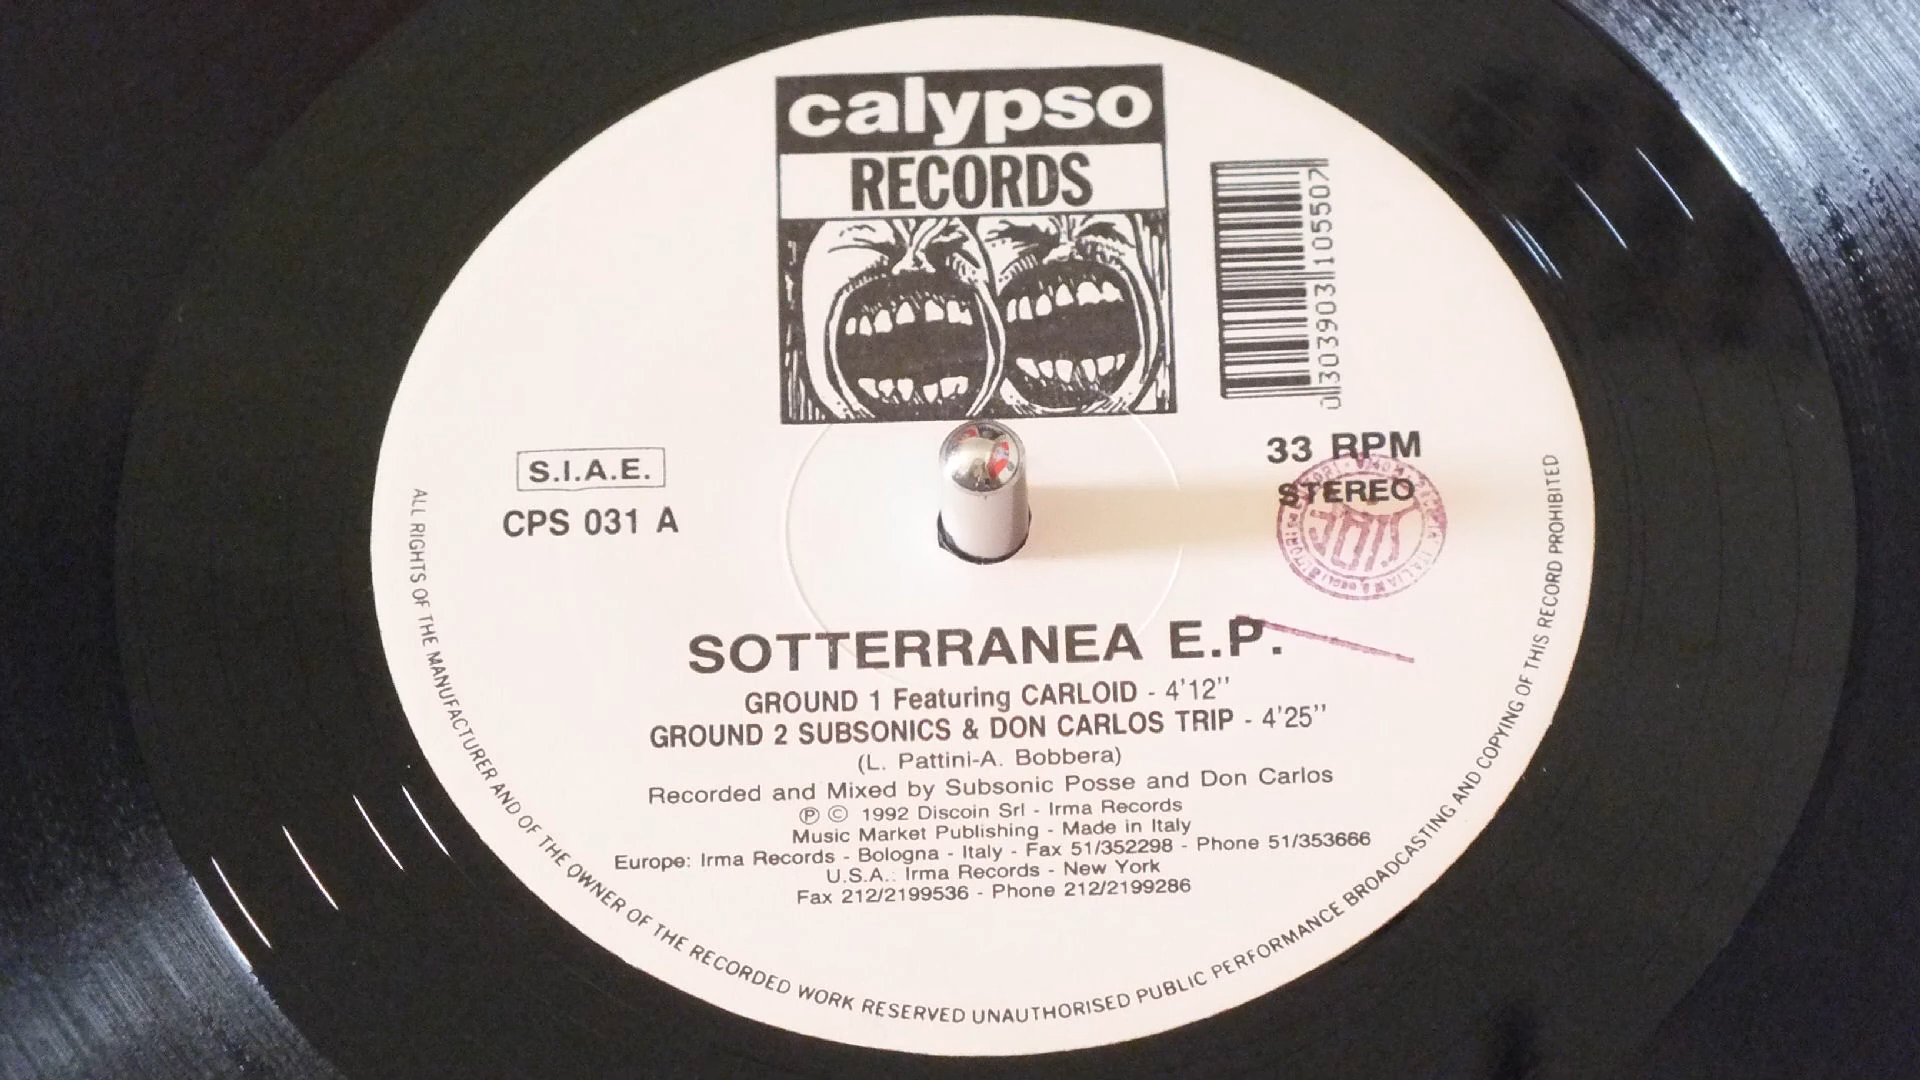 calypso
RECORDS
0 303903 105507
S.I.A.E.
CPS 031 A
33 RPM
STEREO
SOTTERRANEA E.P.
GROUND 1 Featuring CARLOID - 4'12''
GROUND 2 SUBSONICS & DON CARLOS TRIP - 4'25''
(L. Pattini-A. Bobbera)
Recorded and Mixed by Subsonic Posse and Don Carlos
Ⓟ © 1992 Discoin Srl - Irma Records
Music Market Publishing - Made in Italy
Europe: Irma Records - Bologna - Italy - Fax 51/352298 - Phone 51/353666
U.S.A.: Irma Records - New York
Fax 212/2199536 - Phone 212/2199286
ALL RIGHTS OF THE MANUFACTURER AND OF THE OWNER OF THE RECORDED WORK RESERVED UNAUTHORISED PUBLIC PERFORMANCE BROADCASTING AND COPYING OF THIS RECORD PROHIBITED